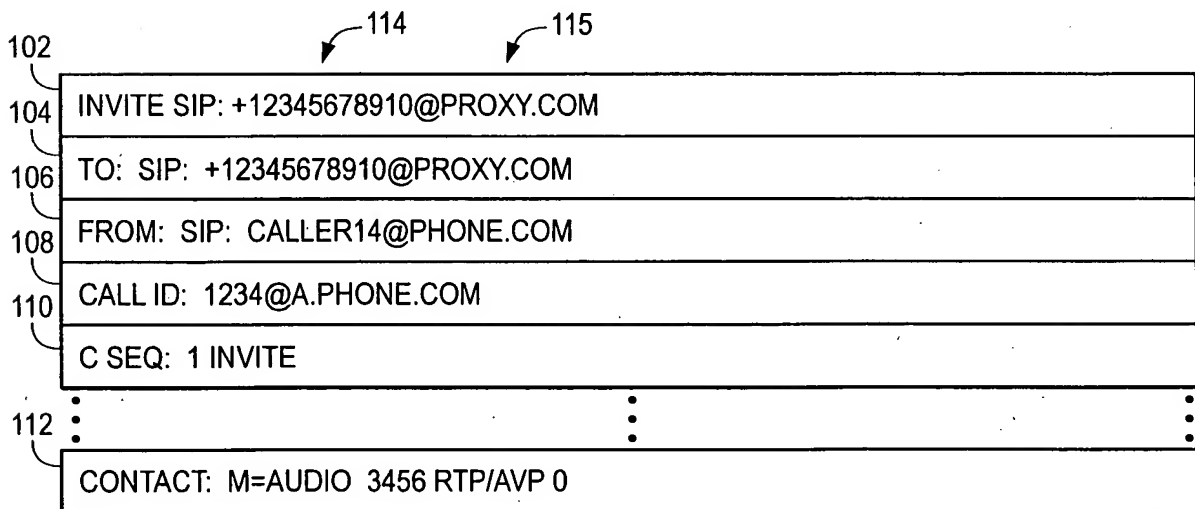 114 115
102
INVITE SIP: +12345678910@PROXY.COM
104
TO: SIP: +12345678910@PROXY.COM
106
FROM: SIP: CALLER14@PHONE.COM
108
CALL ID: 1234@A.PHONE.COM
110
C SEQ: 1 INVITE
112
CONTACT: M=AUDIO 3456 RTP/AVP 0